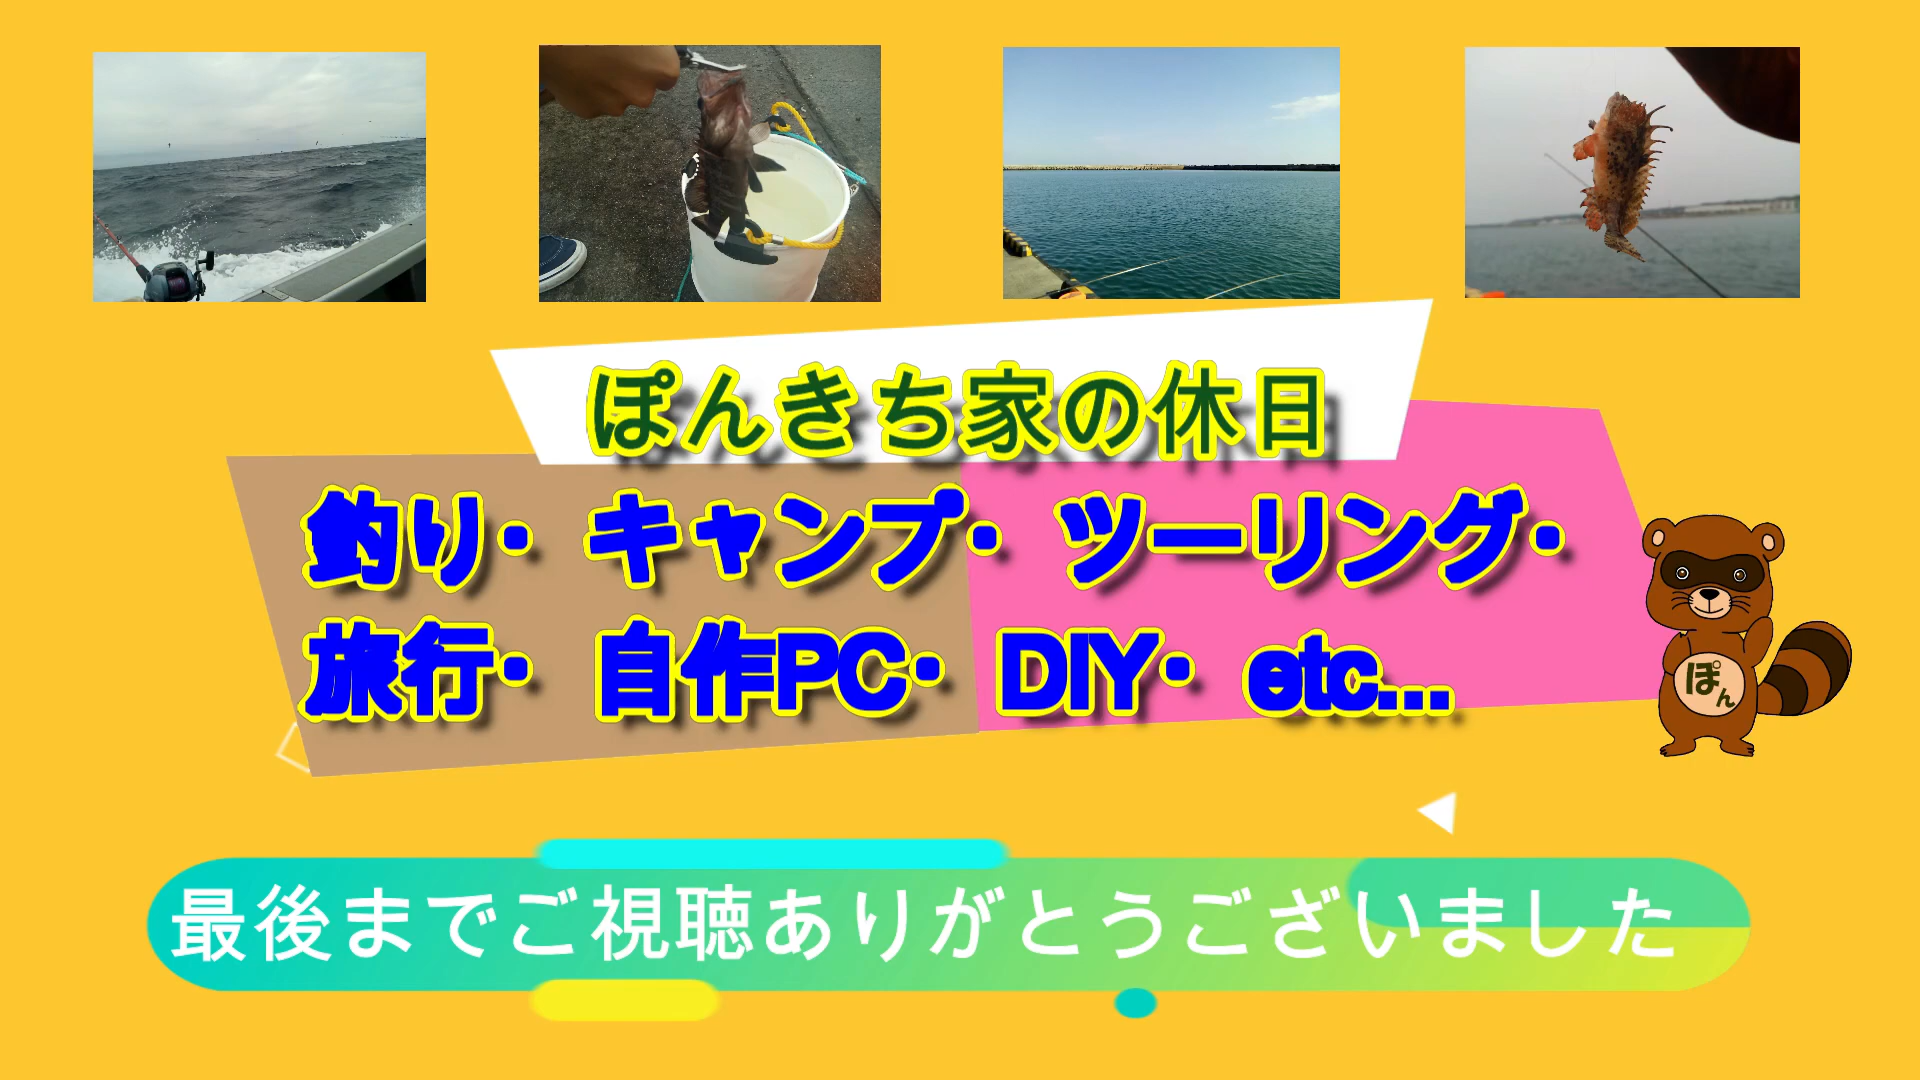 ぽんきち家の休日
釣り・キャンプ・ツーリング・
旅行・自作PC・DIY・etc...
ぽん
最後までご視聴ありがとうございました